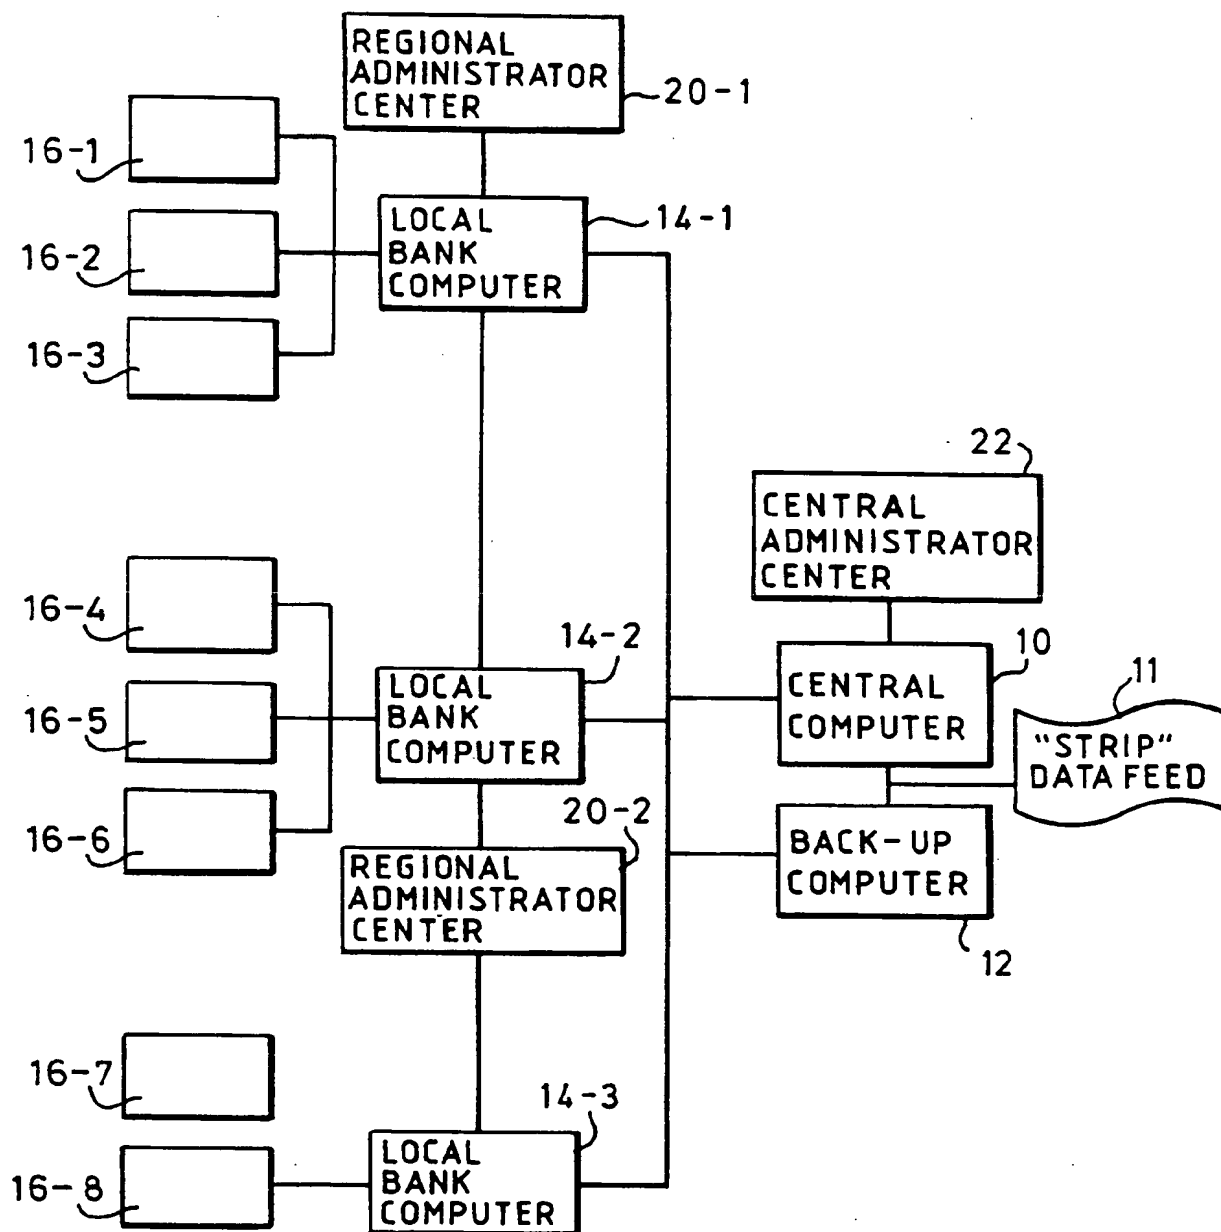 REGIONAL
ADMINISTRATOR
CENTER
20-1
16-1
LOCAL
BANK
COMPUTER
14-1
16-2
16-3
22
CENTRAL
ADMINISTRATOR
CENTER
16-4
14-2
10
LOCAL
BANK
COMPUTER
CENTRAL
COMPUTER
11
"STRIP"
DATA FEED
16-5
16-6
20-2
REGIONAL
ADMINISTRATOR
CENTER
BACK-UP
COMPUTER
12
16-7
14-3
LOCAL
BANK
COMPUTER
16-8